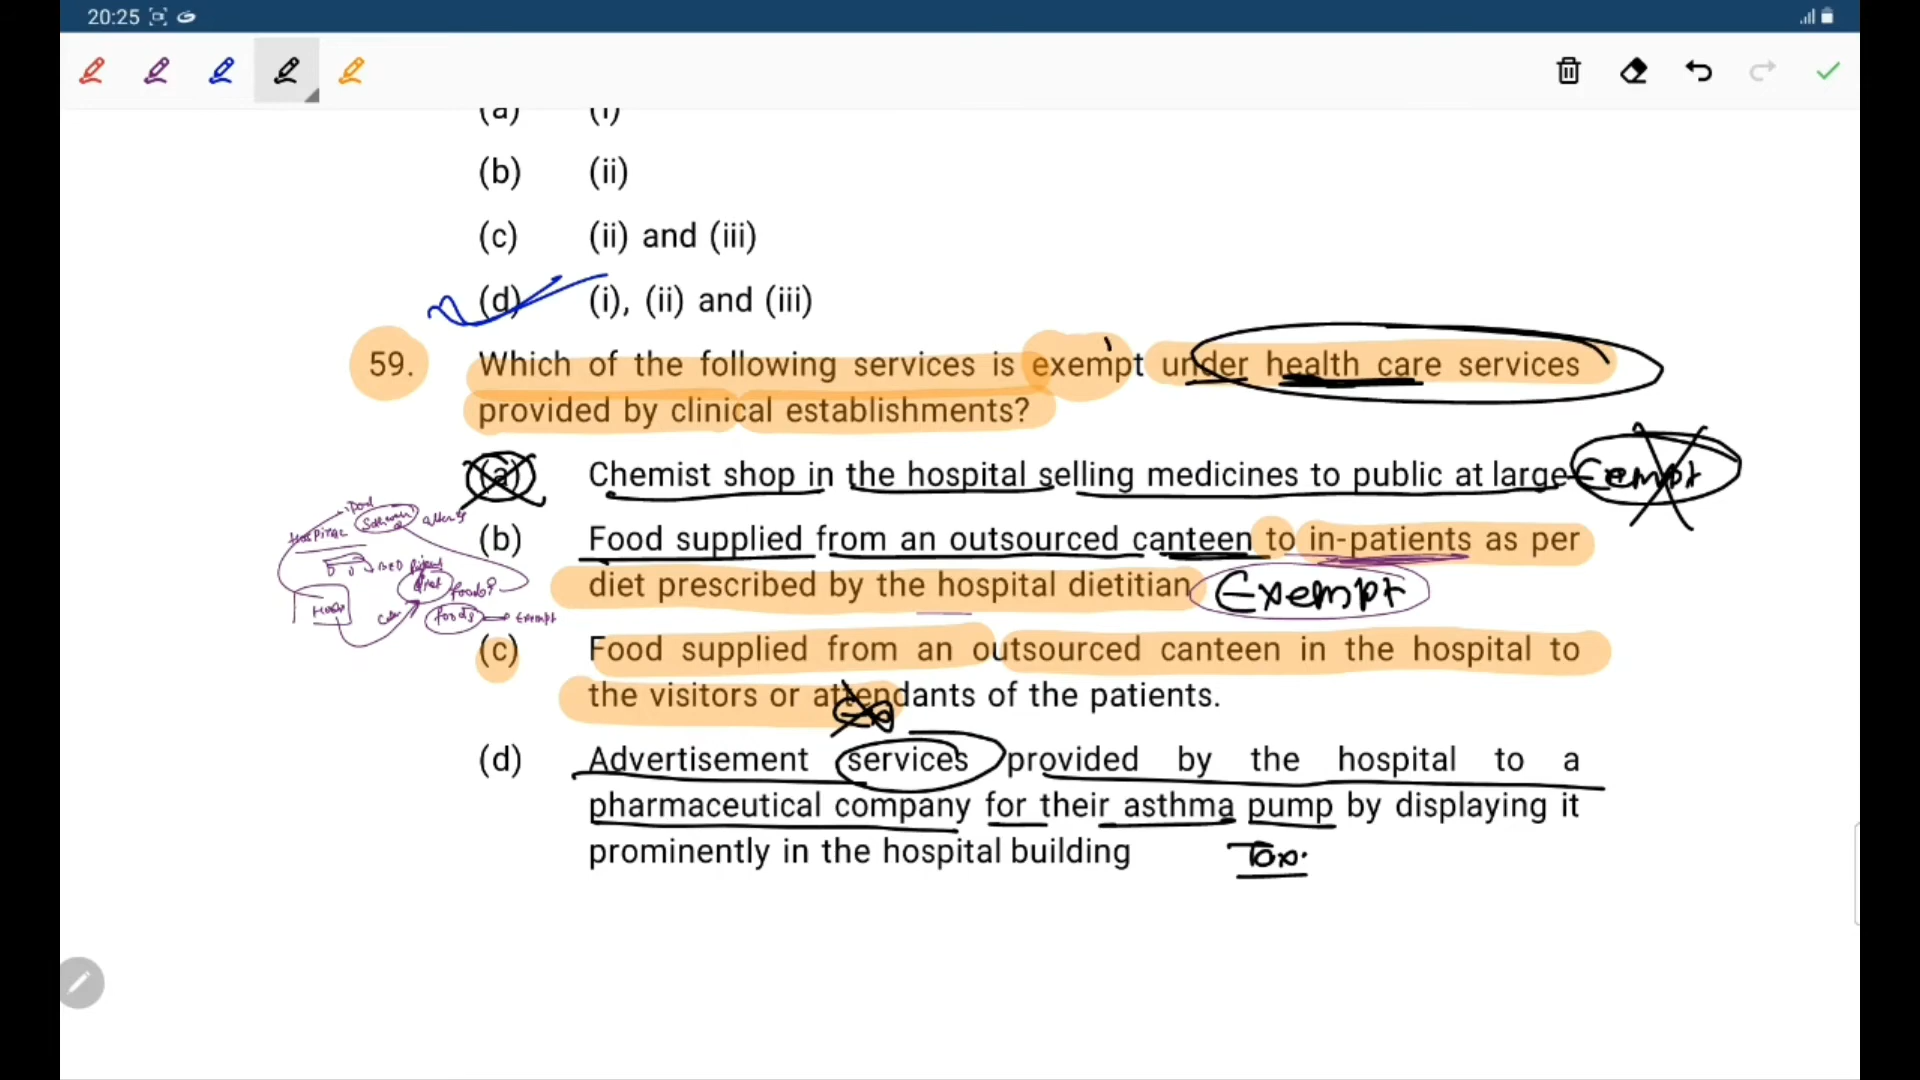 20:25
(a) (i)
(b) (ii)
(c) (ii) and (iii)
(d) (i), (ii) and (iii)
59. Which of the following services is exempt under health care services
provided by clinical establishments?
(a) Chemist shop in the hospital selling medicines to public at large Exempt
(b) Food supplied from an outsourced canteen to in-patients as per
diet prescribed by the hospital dietitian Exempt
HOSPITAL
foods?
foods Exempt
(c) Food supplied from an outsourced canteen in the hospital to
the visitors or attendants of the patients.
(d) Advertisement services provided by the hospital to a
pharmaceutical company for their asthma pump by displaying it
prominently in the hospital building Tax.